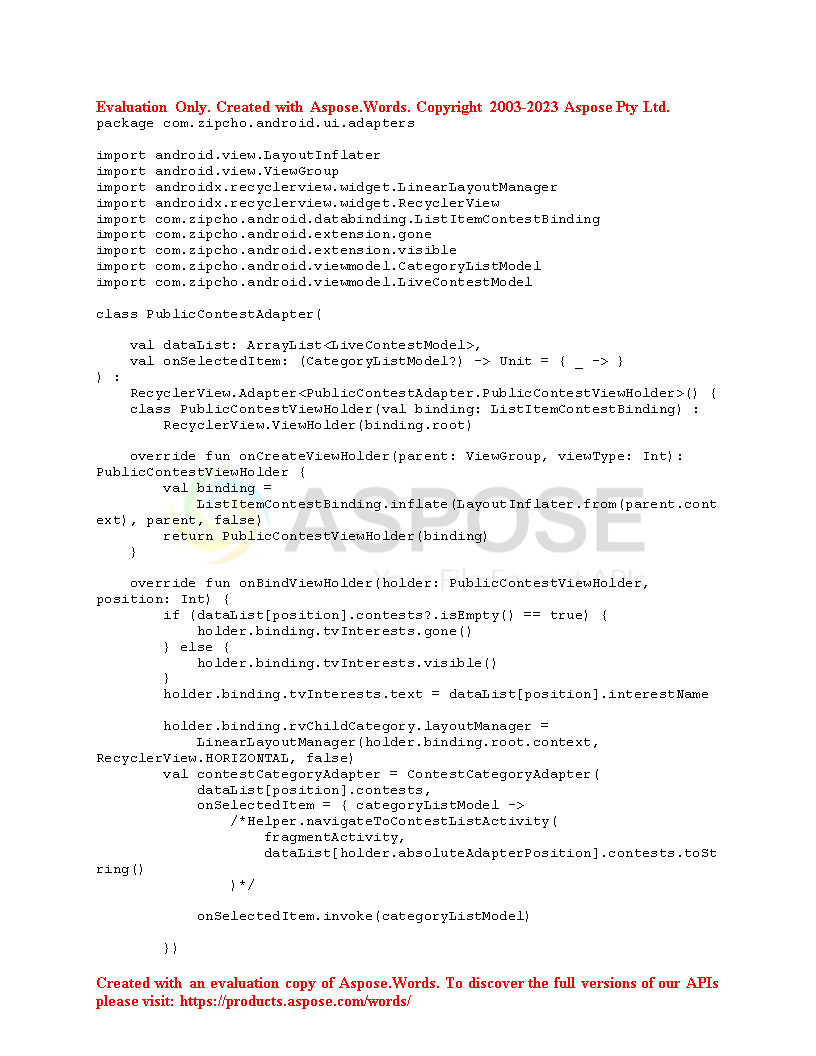 Evaluation Only. Created with Aspose.Words. Copyright 2003-2023 Aspose Pty Ltd.
package com.zipcho.android.ui.adapters

import android.view.LayoutInflater
import android.view.ViewGroup
import androidx.recyclerview.widget.LinearLayoutManager
import androidx.recyclerview.widget.RecyclerView
import com.zipcho.android.databinding.ListItemContestBinding
import com.zipcho.android.extension.gone
import com.zipcho.android.extension.visible
import com.zipcho.android.viewmodel.CategoryListModel
import com.zipcho.android.viewmodel.LiveContestModel

class PublicContestAdapter(

    val dataList: ArrayList<LiveContestModel>,
    val onSelectedItem: (CategoryListModel?) -> Unit = { _ -> }
) :
    RecyclerView.Adapter<PublicContestAdapter.PublicContestViewHolder>() {
    class PublicContestViewHolder(val binding: ListItemContestBinding) :
        RecyclerView.ViewHolder(binding.root)

    override fun onCreateViewHolder(parent: ViewGroup, viewType: Int):
PublicContestViewHolder {
        val binding =
            ListItemContestBinding.inflate(LayoutInflater.from(parent.cont
ext), parent, false)
        return PublicContestViewHolder(binding)
    }
ASPOSE
Your File Format APIs

    override fun onBindViewHolder(holder: PublicContestViewHolder,
position: Int) {
        if (dataList[position].contests?.isEmpty() == true) {
            holder.binding.tvInterests.gone()
        } else {
            holder.binding.tvInterests.visible()
        }
        holder.binding.tvInterests.text = dataList[position].interestName

        holder.binding.rvChildCategory.layoutManager =
            LinearLayoutManager(holder.binding.root.context,
RecyclerView.HORIZONTAL, false)
        val contestCategoryAdapter = ContestCategoryAdapter(
            dataList[position].contests,
            onSelectedItem = { categoryListModel ->
                /*Helper.navigateToContestListActivity(
                    fragmentActivity,
                    dataList[holder.absoluteAdapterPosition].contests.toSt
ring()
                )*/

            onSelectedItem.invoke(categoryListModel)

        })

Created with an evaluation copy of Aspose.Words. To discover the full versions of our APIs
please visit: https://products.aspose.com/words/